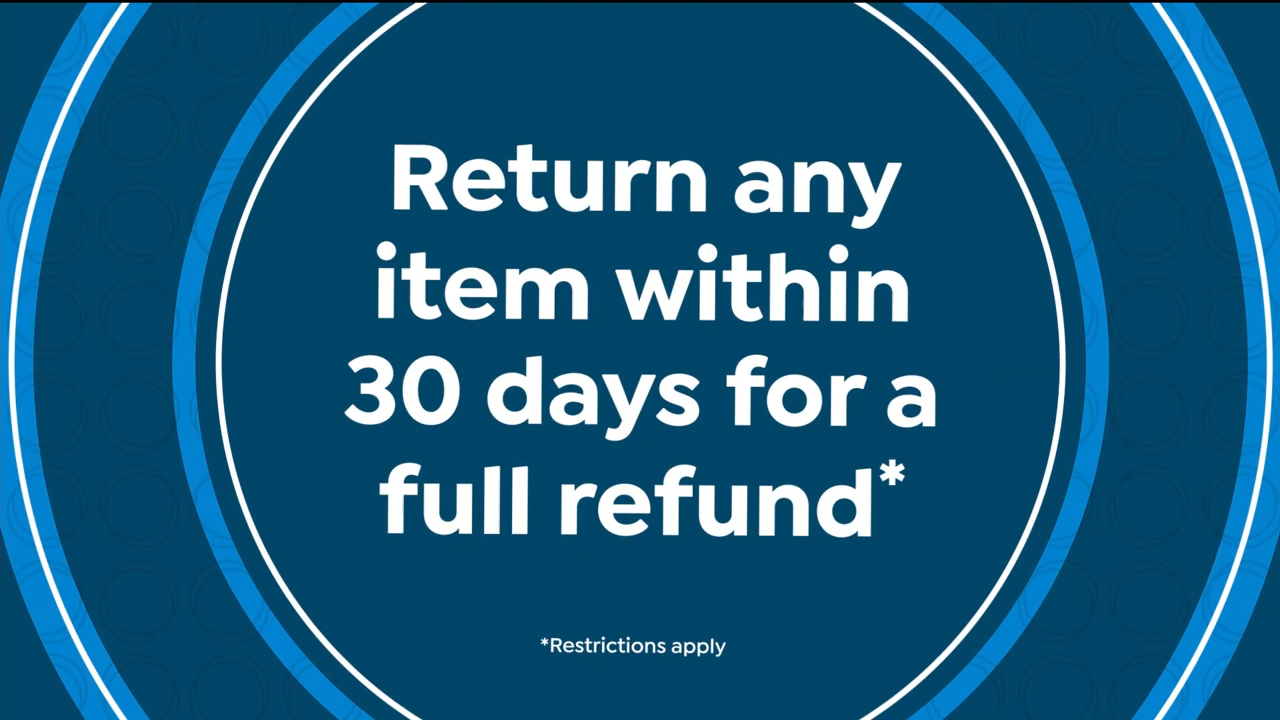 Return any
item within
30 days for a
full refund*
*Restrictions apply